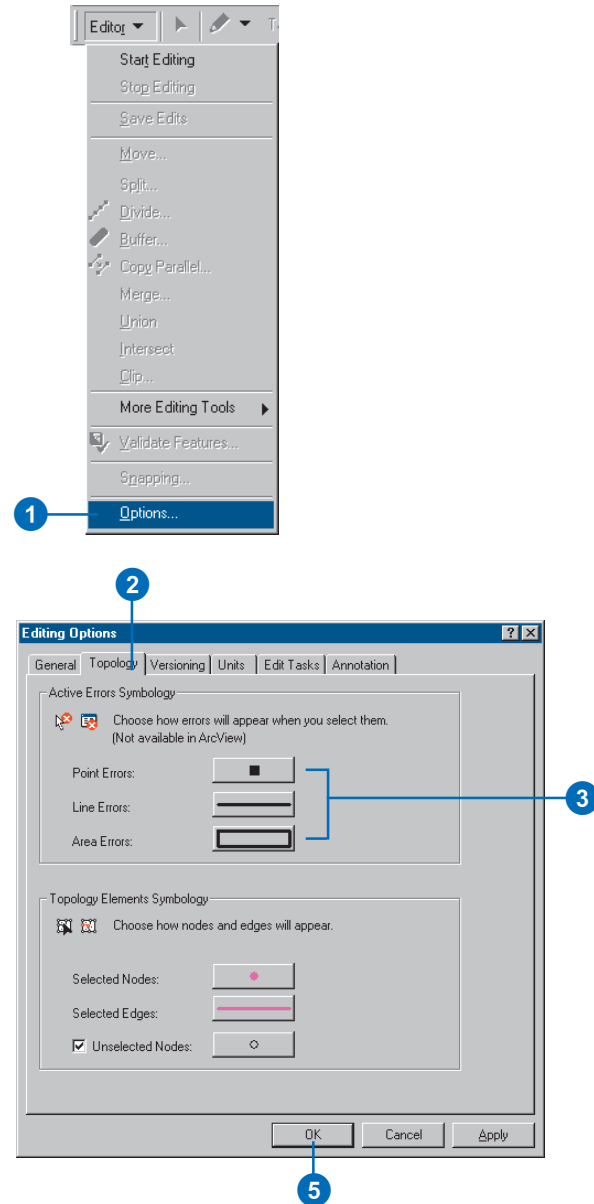 Editor
Start Editing
Stop Editing
Save Edits
Move...
Split...
Divide...
Buffer...
Copy Parallel...
Merge...
Union
Intersect
Clip...
More Editing Tools
Validate Features...
Snapping...
1
Options...
2
Editing Options
General Topology Versioning Units Edit Tasks Annotation
Active Errors Symbology
Choose how errors will appear when you select them.
(Not available in ArcView)
Point Errors:
3
Line Errors:
Area Errors:
Topology Elements Symbology
Choose how nodes and edges will appear.
Selected Nodes:
Selected Edges:
Unselected Nodes:
OK Cancel Apply
5